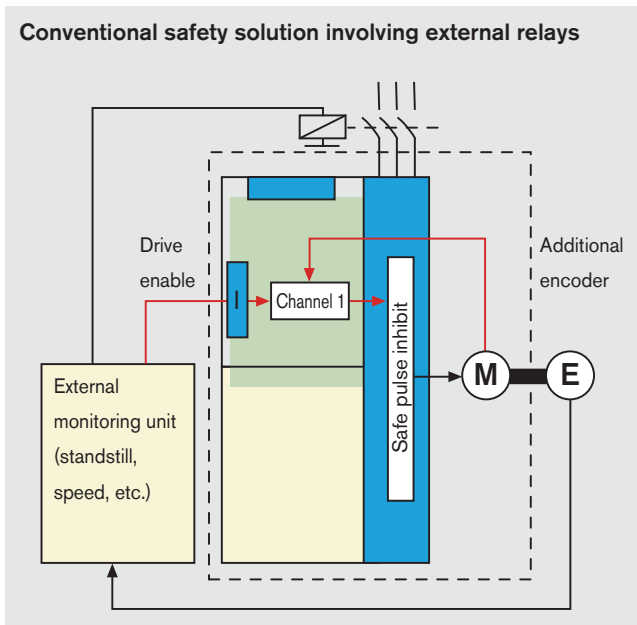 Conventional safety solution involving external relays
Drive
enable
I
Channel 1
Safe pulse inhibit
Additional
encoder
M
E
External
monitoring unit
(standstill,
speed, etc.)